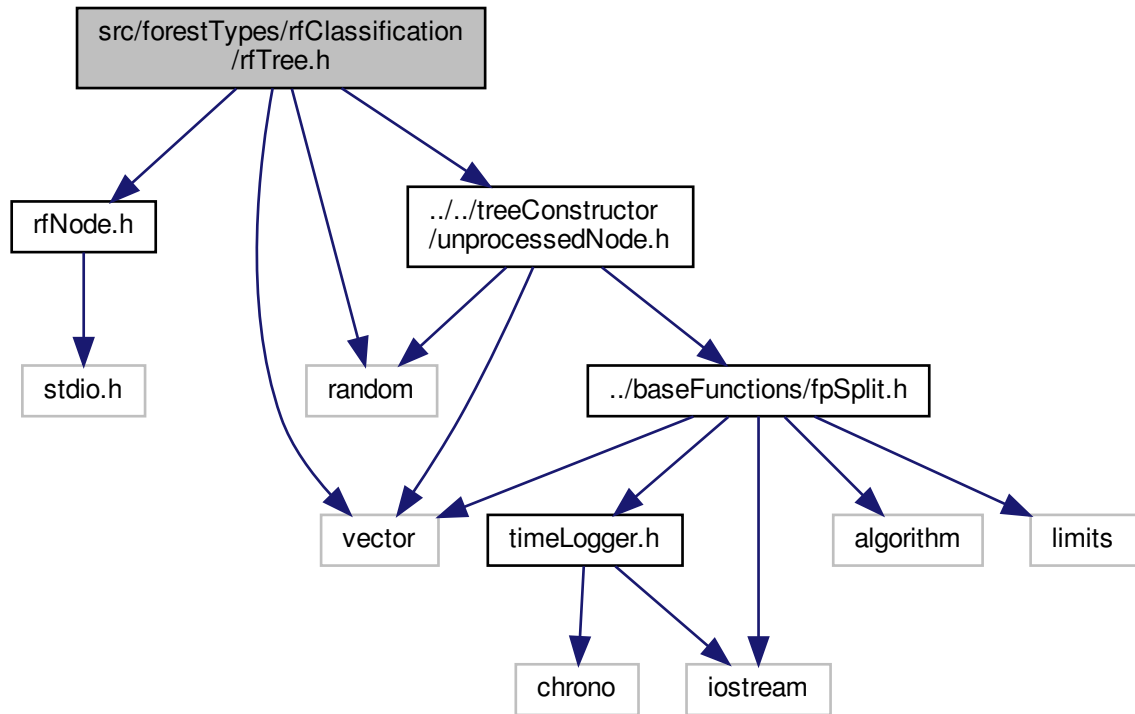 src/forestTypes/rfClassification
/rfTree.h
../../treeConstructor
/unprocessedNode.h
rfNode.h
stdio.h
random
../baseFunctions/fpSplit.h
vector
timeLogger.h
algorithm
limits
chrono
iostream